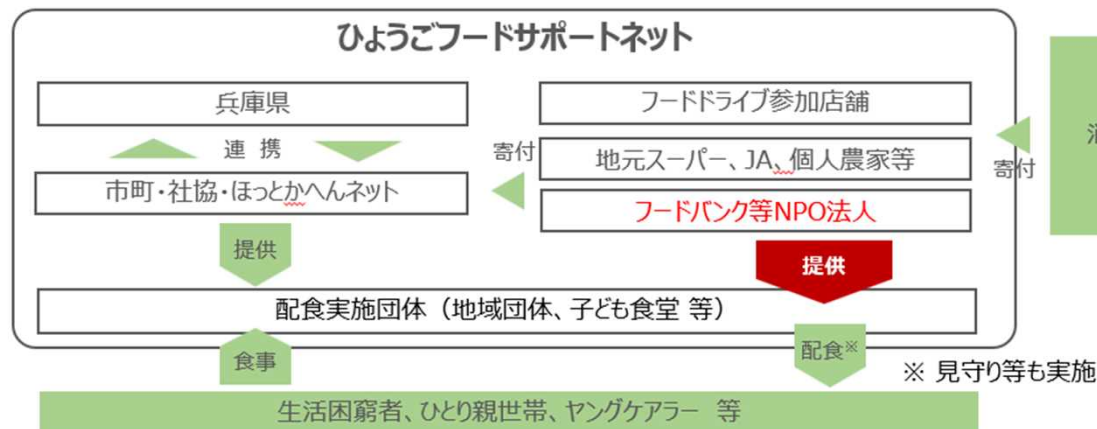 ひょうごフードサポートネット
兵庫県
フードドライブ参加店舗
連 携
寄付
地元スーパー、JA、個人農家等
寄付
市町・社協・ほっとかへんネット
フードバンク等NPO法人
提供
提供
配食実施団体（地域団体、子ども食堂 等）
食事
配食※
※ 見守り等も実施
生活困窮者、ひとり親世帯、ヤングケアラー 等